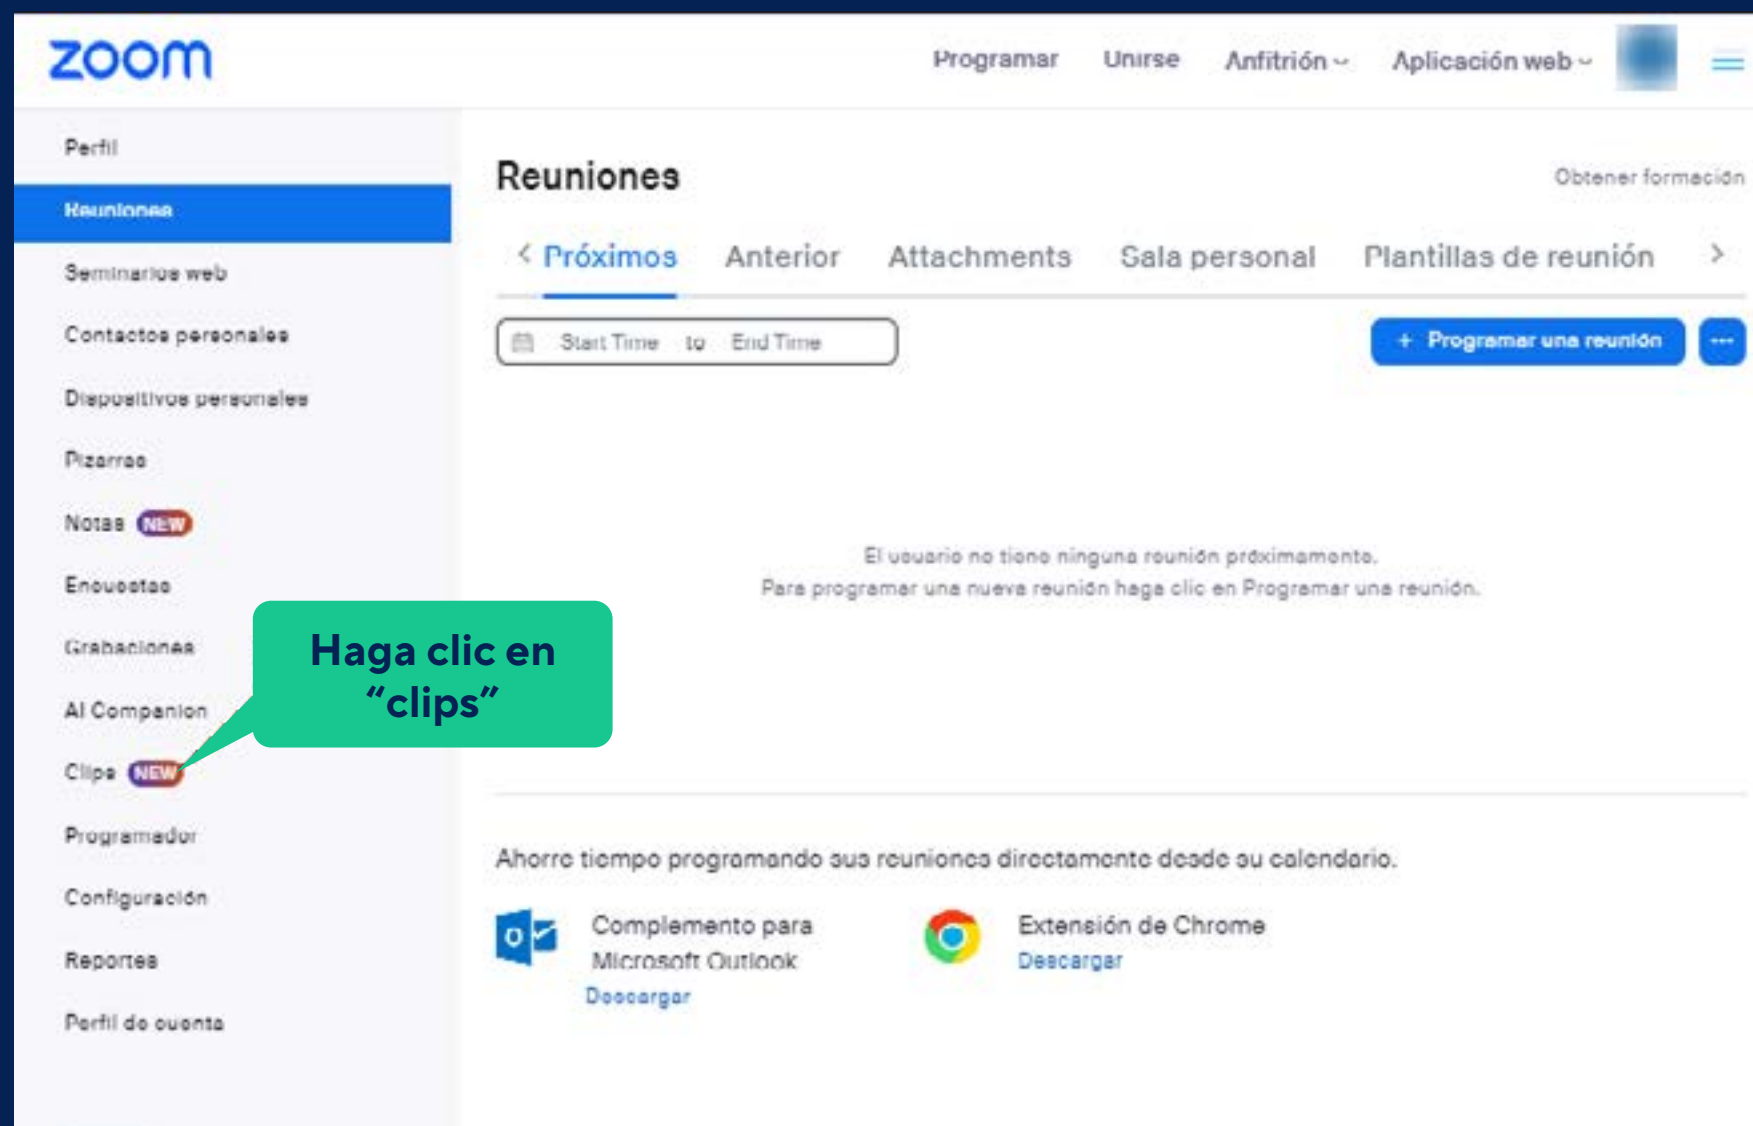 zoom
Programar Unirse Anfitrión Aplicación web
Perfil
Reuniones
Seminarios web
Contactos personales
Dispositivos personales
Pizarras
Notas NEW
Encuestas
Grabaciones
AI Companion
Clips NEW
Programador
Configuración
Reportes
Perfil de cuenta
Haga clic en
“clips”
Reuniones
Obtener formación
< Próximos Anterior Attachments Sala personal Plantillas de reunión >
Start Time to End Time
+ Programar una reunión ...
El usuario no tiene ninguna reunión próximamente.
Para programar una nueva reunión haga clic en Programar una reunión.
Ahorre tiempo programando sus reuniones directamente desde su calendario.
Complemento para
Microsoft Outlook
Descargar
Extensión de Chrome
Descargar